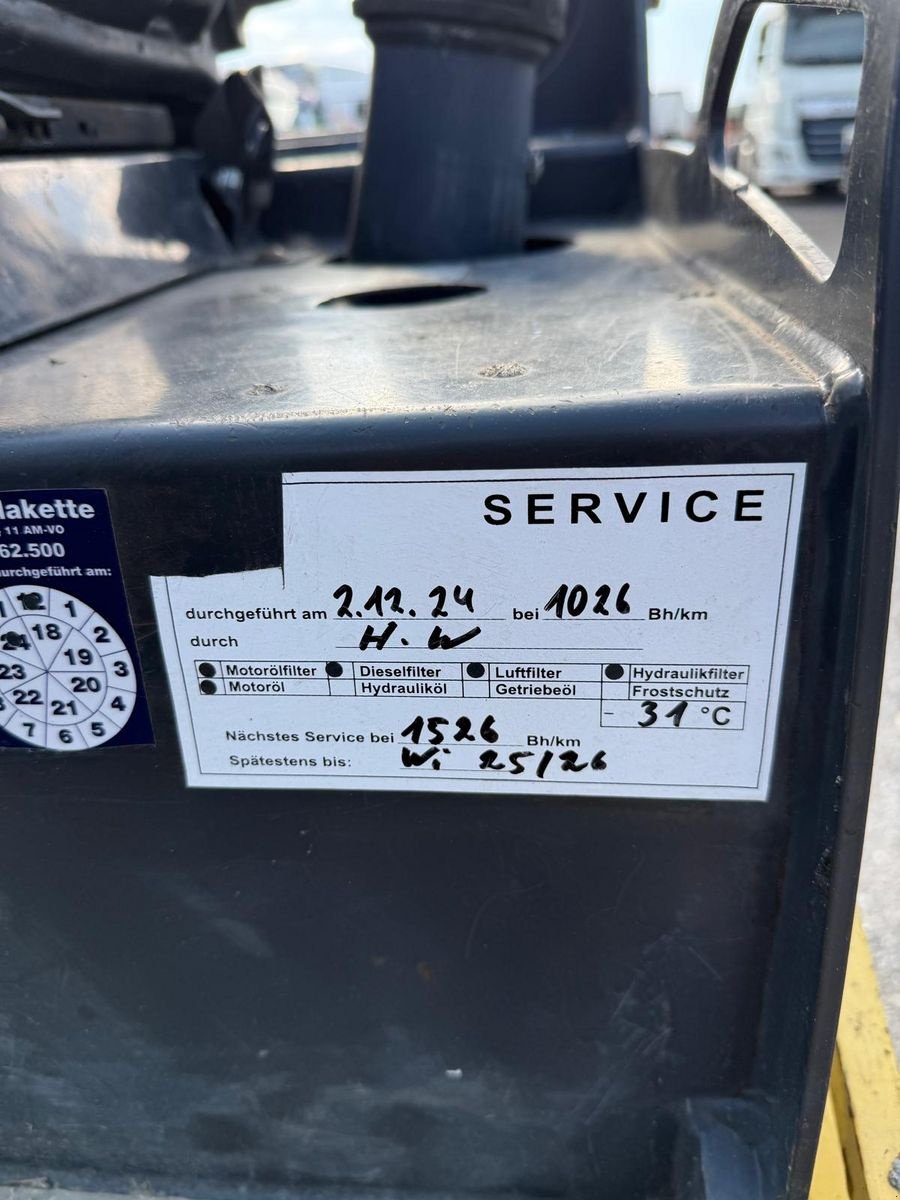 lakette
11 AM-VO
62.500
durchgeführt am:
12 1 2 3 4 5 6 7
24 18 19 20 21 22 23
SERVICE
durchgeführt am 2.12.24 bei 1026 Bh/km
durch H.W
Motorölfilter Dieselfilter Luftfilter Hydraulikfilter
Motoröl Hydrauliköl Getriebeöl Frostschutz
- 31 °C
Nächstes Service bei 1526 Bh/km
Spätestens bis: Wi 25/26